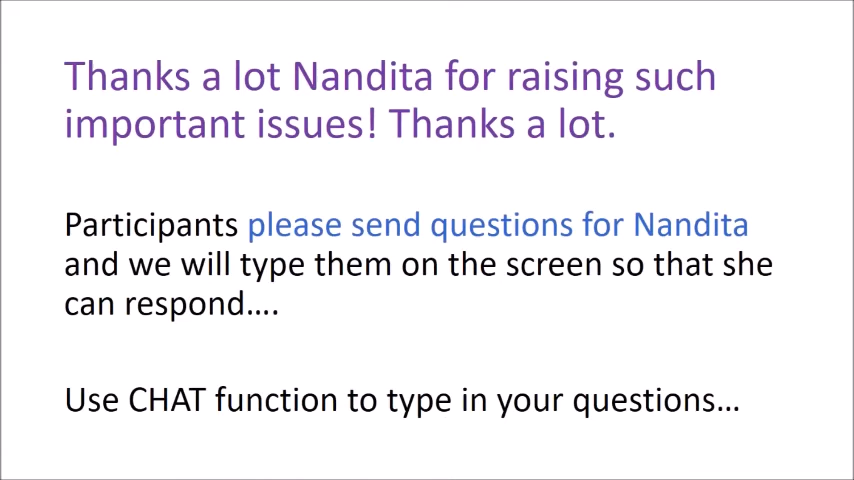 Thanks a lot Nandita for raising such
important issues! Thanks a lot.
Participants please send questions for Nandita
and we will type them on the screen so that she
can respond....
Use CHAT function to type in your questions...